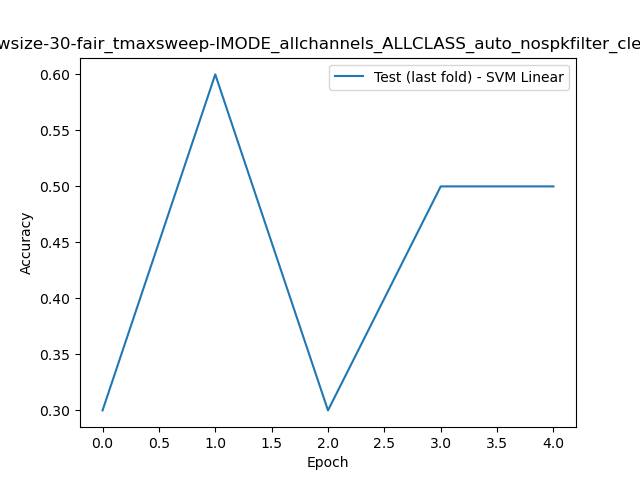 wsize-30-fair_tmaxsweep-IMODE_allchannels_ALLCLASS_auto_nospkfilter_cle
Test (last fold) - SVM Linear
0.60
0.55
0.50
0.45
0.40
0.35
0.30
Accuracy
0.0 0.5 1.0 1.5 2.0 2.5 3.0 3.5 4.0
Epoch